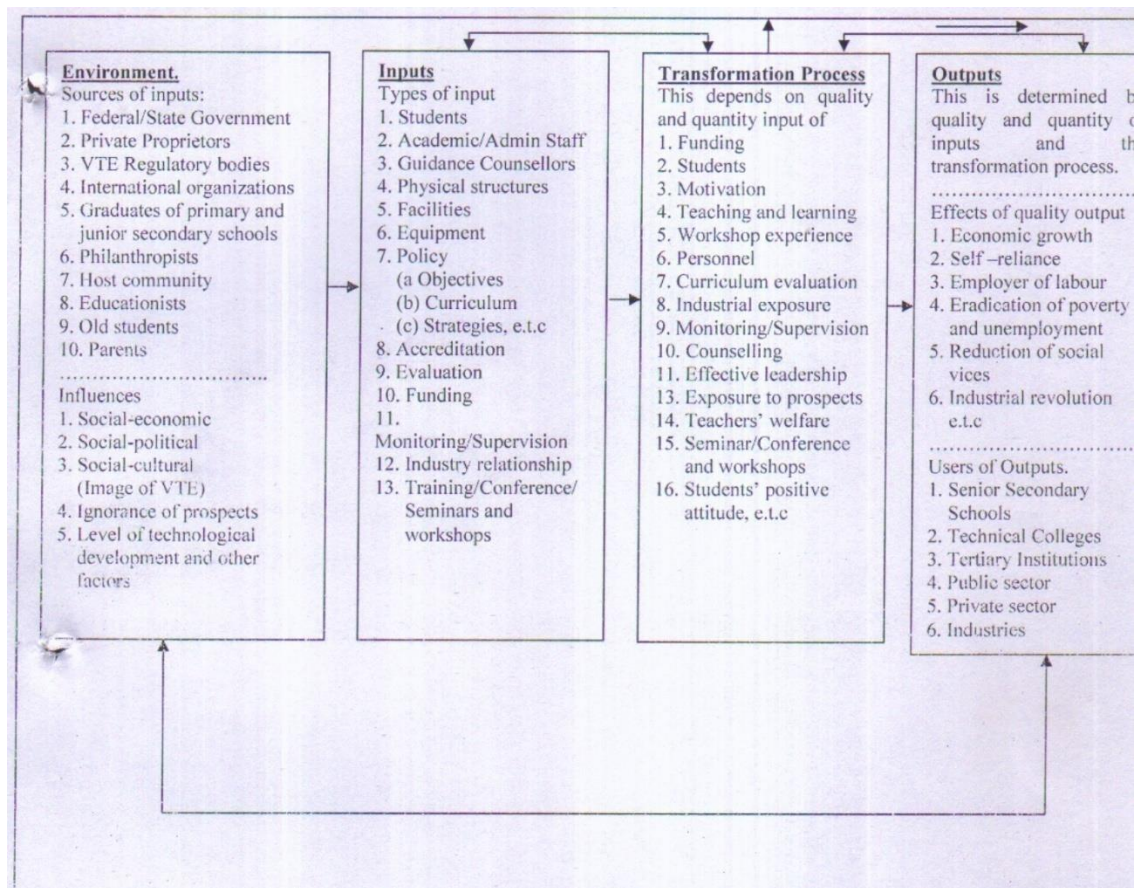 Environment.
Sources of inputs:
1. Federal/State Government
2. Private Proprietors
3. VTE Regulatory bodies
4. International organizations
5. Graduates of primary and
junior secondary schools
6. Philanthropists
7. Host community
8. Educationists
9. Old students
10. Parents
…………………………..
Influences
1. Social-economic
2. Social-political
3. Social-cultural
(Image of VTE)
4. Ignorance of prospects
5. Level of technological
development and other
factors
Inputs
Types of input
1. Students
2. Academic/Admin Staff
3. Guidance Counsellors
4. Physical structures
5. Facilities
6. Equipment
7. Policy
(a Objectives
(b) Curriculum
(c) Strategies, e.t.c
8. Accreditation
9. Evaluation
10. Funding
11.
Monitoring/Supervision
12. Industry relationship
13. Training/Conference/
Seminars and
workshops
Transformation Process
This depends on quality
and quantity input of
1. Funding
2. Students
3. Motivation
4. Teaching and learning
5. Workshop experience
6. Personnel
7. Curriculum evaluation
8. Industrial exposure
9. Monitoring/Supervision
10. Counselling
11. Effective leadership
13. Exposure to prospects
14. Teachers' welfare
15. Seminar/Conference
and workshops
16. Students' positive
attitude, e.t.c
Outputs
This is determined
quality and quantity
inputs and
transformation process.
…………………………..
Effects of quality output
1. Economic growth
2. Self –reliance
3. Employer of labour
4. Eradication of poverty
and unemployment
5. Reduction of social
vices
6. Industrial revolution
e.t.c
…………………………..
Users of Outputs.
1. Senior Secondary
Schools
2. Technical Colleges
3. Tertiary Institutions
4. Public sector
5. Private sector
6. Industries